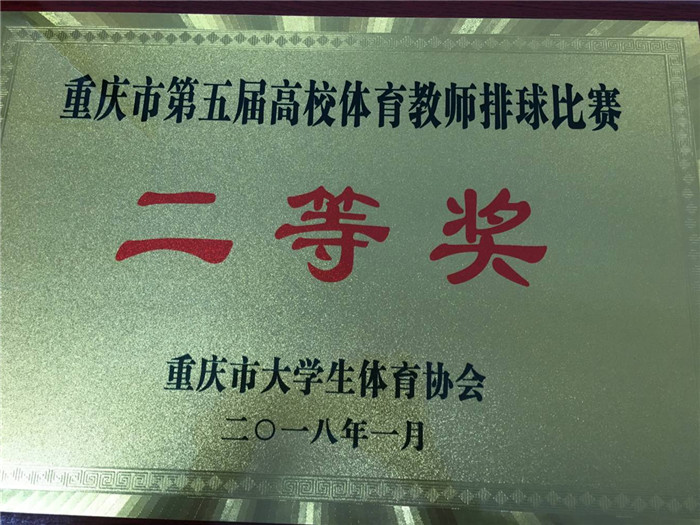 重庆市第五届高校体育教师排球比赛
二等奖
重庆市大学生体育协会
二〇一八年一月